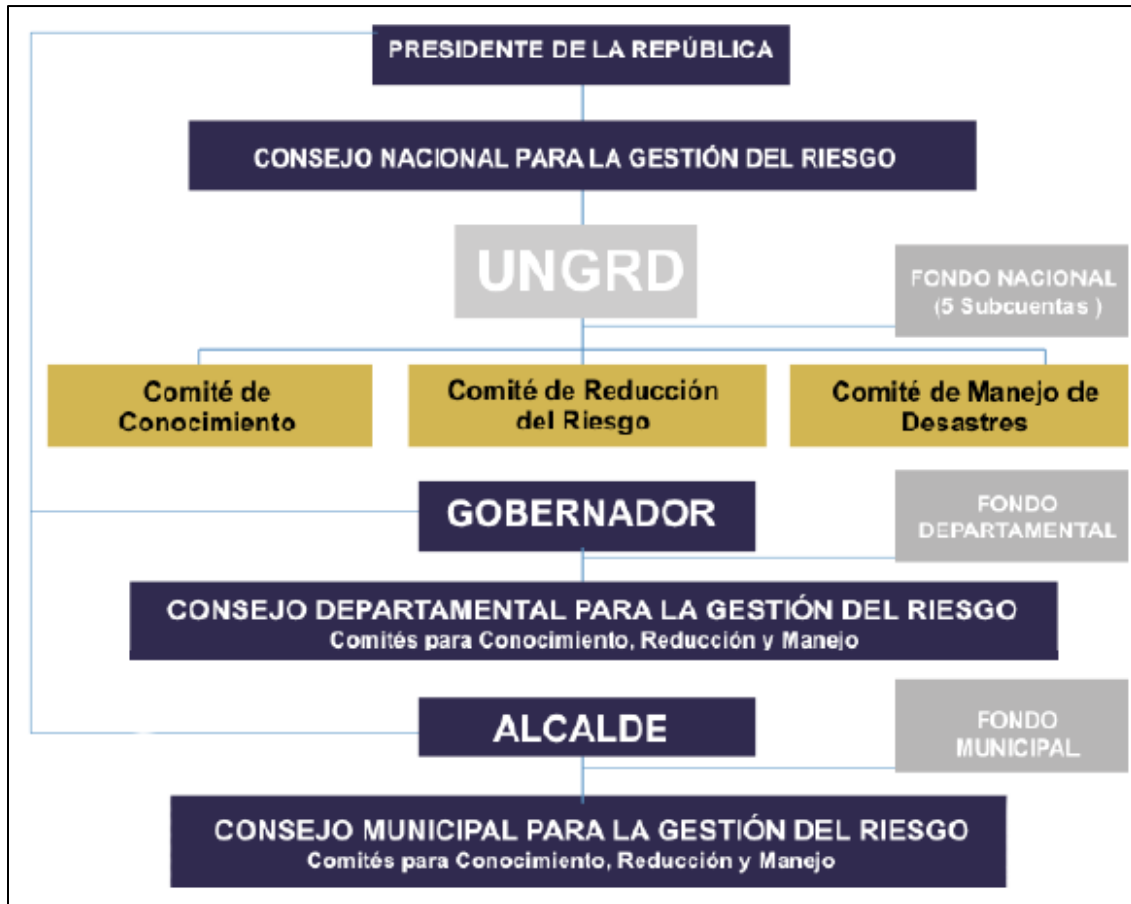 PRESIDENTE DE LA REPÚBLICA
CONSEJO NACIONAL PARA LA GESTIÓN DEL RIESGO
UNGRD
FONDO NACIONAL
(5 Subcuentas )
Comité de
Conocimiento
Comité de Reducción
del Riesgo
Comité de Manejo de
Desastres
GOBERNADOR
FONDO
DEPARTAMENTAL
CONSEJO DEPARTAMENTAL PARA LA GESTIÓN DEL RIESGO
Comités para Conocimiento, Reducción y Manejo
ALCALDE
FONDO
MUNICIPAL
CONSEJO MUNICIPAL PARA LA GESTIÓN DEL RIESGO
Comités para Conocimiento, Reducción y Manejo